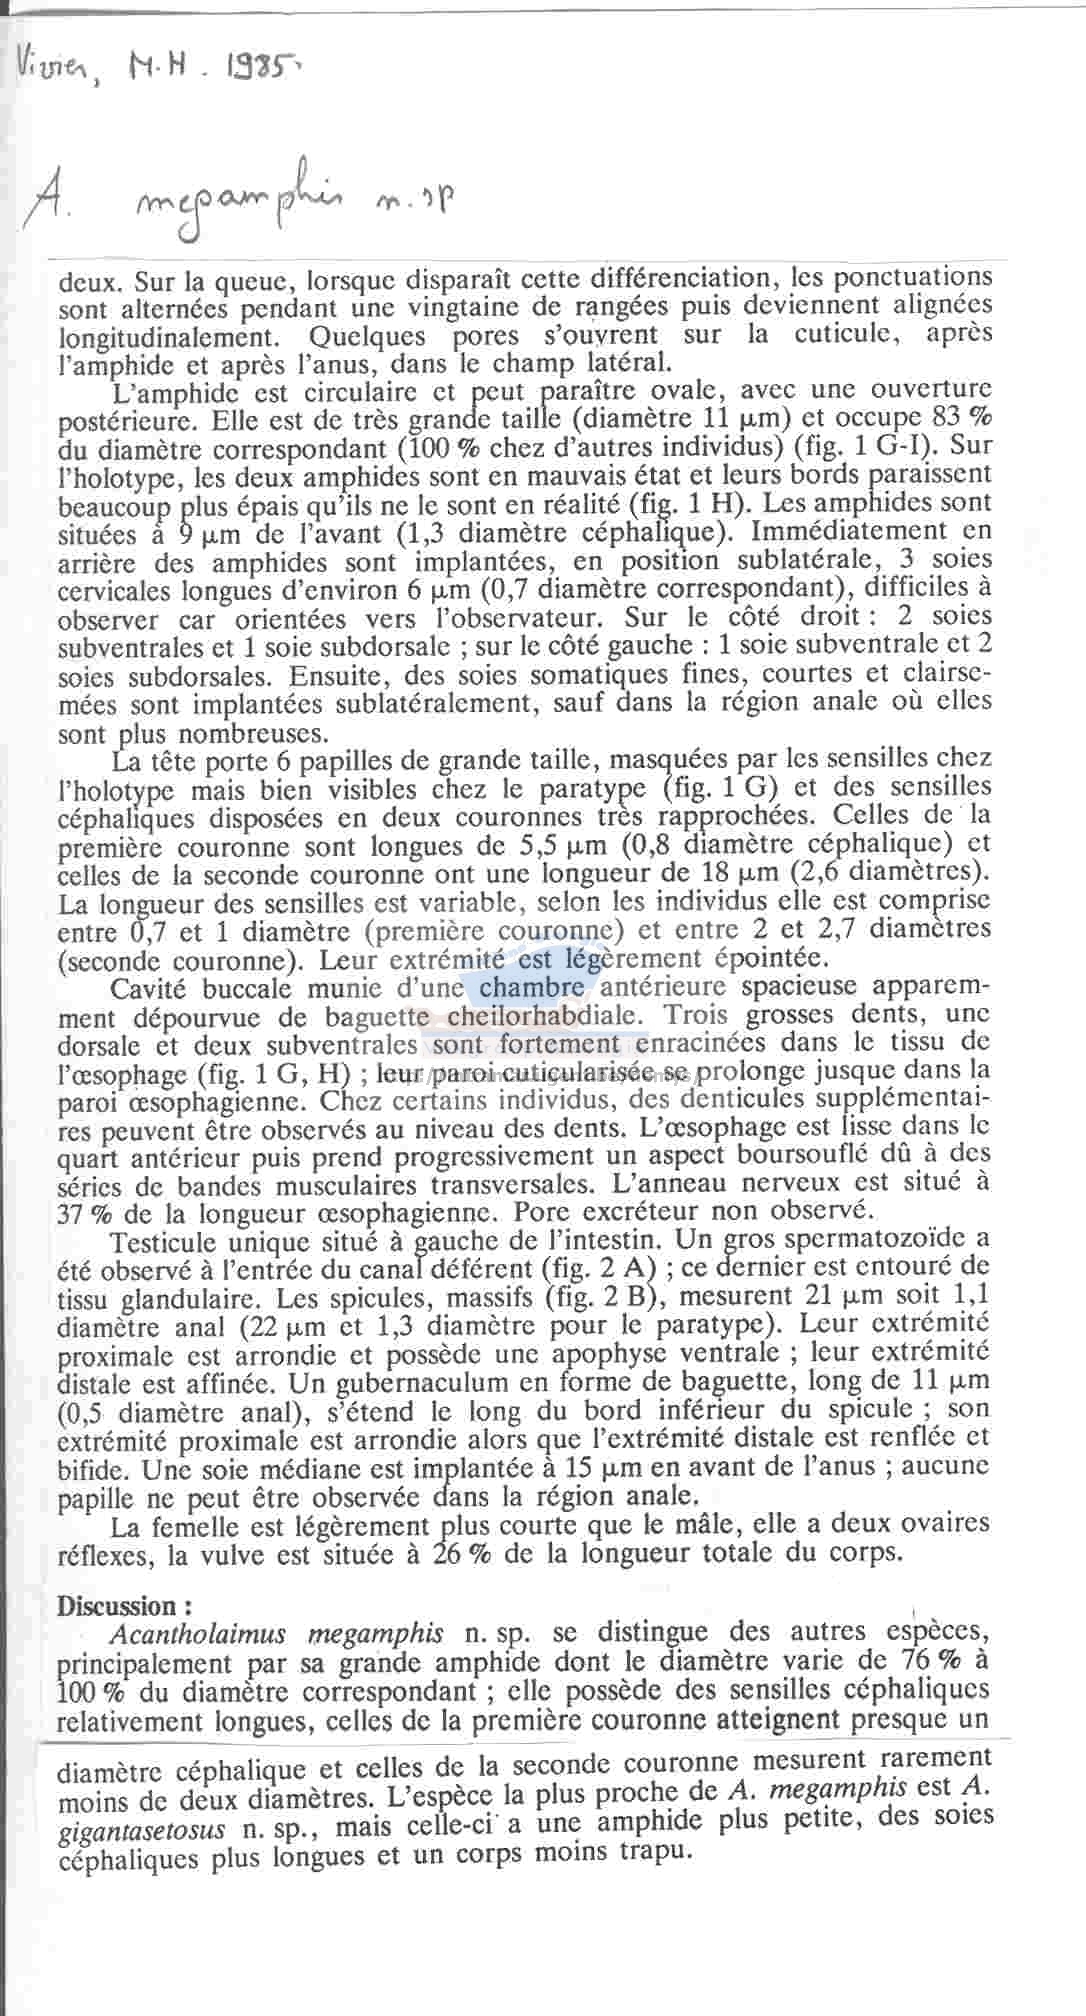 Vivier, M.H. 1985.
A. megamphis n. sp
deux. Sur la queue, lorsque disparaît cette différenciation, les ponctuations
sont alternées pendant une vingtaine de rangées puis deviennent alignées
longitudinalement. Quelques pores s'ouvrent sur la cuticule, après
l'amphide et après l'anus, dans le champ latéral.
L'amphide est circulaire et peut paraître ovale, avec une ouverture
postérieure. Elle est de très grande taille (diamètre 11 µm) et occupe 83 %
du diamètre correspondant (100 % chez d'autres individus) (fig. 1 G-I). Sur
l'holotype, les deux amphides sont en mauvais état et leurs bords paraissent
beaucoup plus épais qu'ils ne le sont en réalité (fig. 1 H). Les amphides sont
situées à 9 µm de l'avant (1,3 diamètre céphalique). Immédiatement en
arrière des amphides sont implantées, en position sublatérale, 3 soies
cervicales longues d'environ 6 µm (0,7 diamètre correspondant), difficiles à
observer car orientées vers l'observateur. Sur le côté droit : 2 soies
subventrales et 1 soie subdorsale ; sur le côté gauche : 1 soie subventrale et 2
soies subdorsales. Ensuite, des soies somatiques fines, courtes et clairse-
mées sont implantées sublatéralement, sauf dans la région anale où elles
sont plus nombreuses.
La tête porte 6 papilles de grande taille, masquées par les sensilles chez
l'holotype mais bien visibles chez le paratype (fig. 1 G) et des sensilles
céphaliques disposées en deux couronnes très rapprochées. Celles de la
première couronne sont longues de 5,5 µm (0,8 diamètre céphalique) et
celles de la seconde couronne ont une longueur de 18 µm (2,6 diamètres).
La longueur des sensilles est variable, selon les individus elle est comprise
entre 0,7 et 1 diamètre (première couronne) et entre 2 et 2,7 diamètres
(seconde couronne). Leur extrémité est légèrement épointée.
Cavité buccale munie d'une chambre antérieure spacieuse apparem-
ment dépourvue de baguette cheilorhabdiale. Trois grosses dents, une
dorsale et deux subventrales sont fortement enracinées dans le tissu de
l'œsophage (fig. 1 G, H) ; leur paroi cuticularisée se prolonge jusque dans la
paroi œsophagienne. Chez certains individus, des denticules supplémentai-
res peuvent être observés au niveau des dents. L'œsophage est lisse dans le
quart antérieur puis prend progressivement un aspect boursouflé dû à des
séries de bandes musculaires transversales. L'anneau nerveux est situé à
37 % de la longueur œsophagienne. Pore excréteur non observé.
Testicule unique situé à gauche de l'intestin. Un gros spermatozoïde a
été observé à l'entrée du canal déférent (fig. 2 A) ; ce dernier est entouré de
tissu glandulaire. Les spicules, massifs (fig. 2 B), mesurent 21 µm soit 1,1
diamètre anal (22 µm et 1,3 diamètre pour le paratype). Leur extrémité
proximale est arrondie et possède une apophyse ventrale ; leur extrémité
distale est affinée. Un gubernaculum en forme de baguette, long de 11 µm
(0,5 diamètre anal), s'étend le long du bord inférieur du spicule ; son
extrémité proximale est arrondie alors que l'extrémité distale est renflée et
bifide. Une soie médiane est implantée à 15 µm en avant de l'anus ; aucune
papille ne peut être observée dans la région anale.
La femelle est légèrement plus courte que le mâle, elle a deux ovaires
réflexes, la vulve est située à 26 % de la longueur totale du corps.
Discussion :
Acantholaimus megamphis n. sp. se distingue des autres espèces,
principalement par sa grande amphide dont le diamètre varie de 76 % à
100 % du diamètre correspondant ; elle possède des sensilles céphaliques
relativement longues, celles de la première couronne atteignent presque un
diamètre céphalique et celles de la seconde couronne mesurent rarement
moins de deux diamètres. L'espèce la plus proche de A. megamphis est A.
gigantasetosus n. sp., mais celle-ci a une amphide plus petite, des soies
céphaliques plus longues et un corps moins trapu.